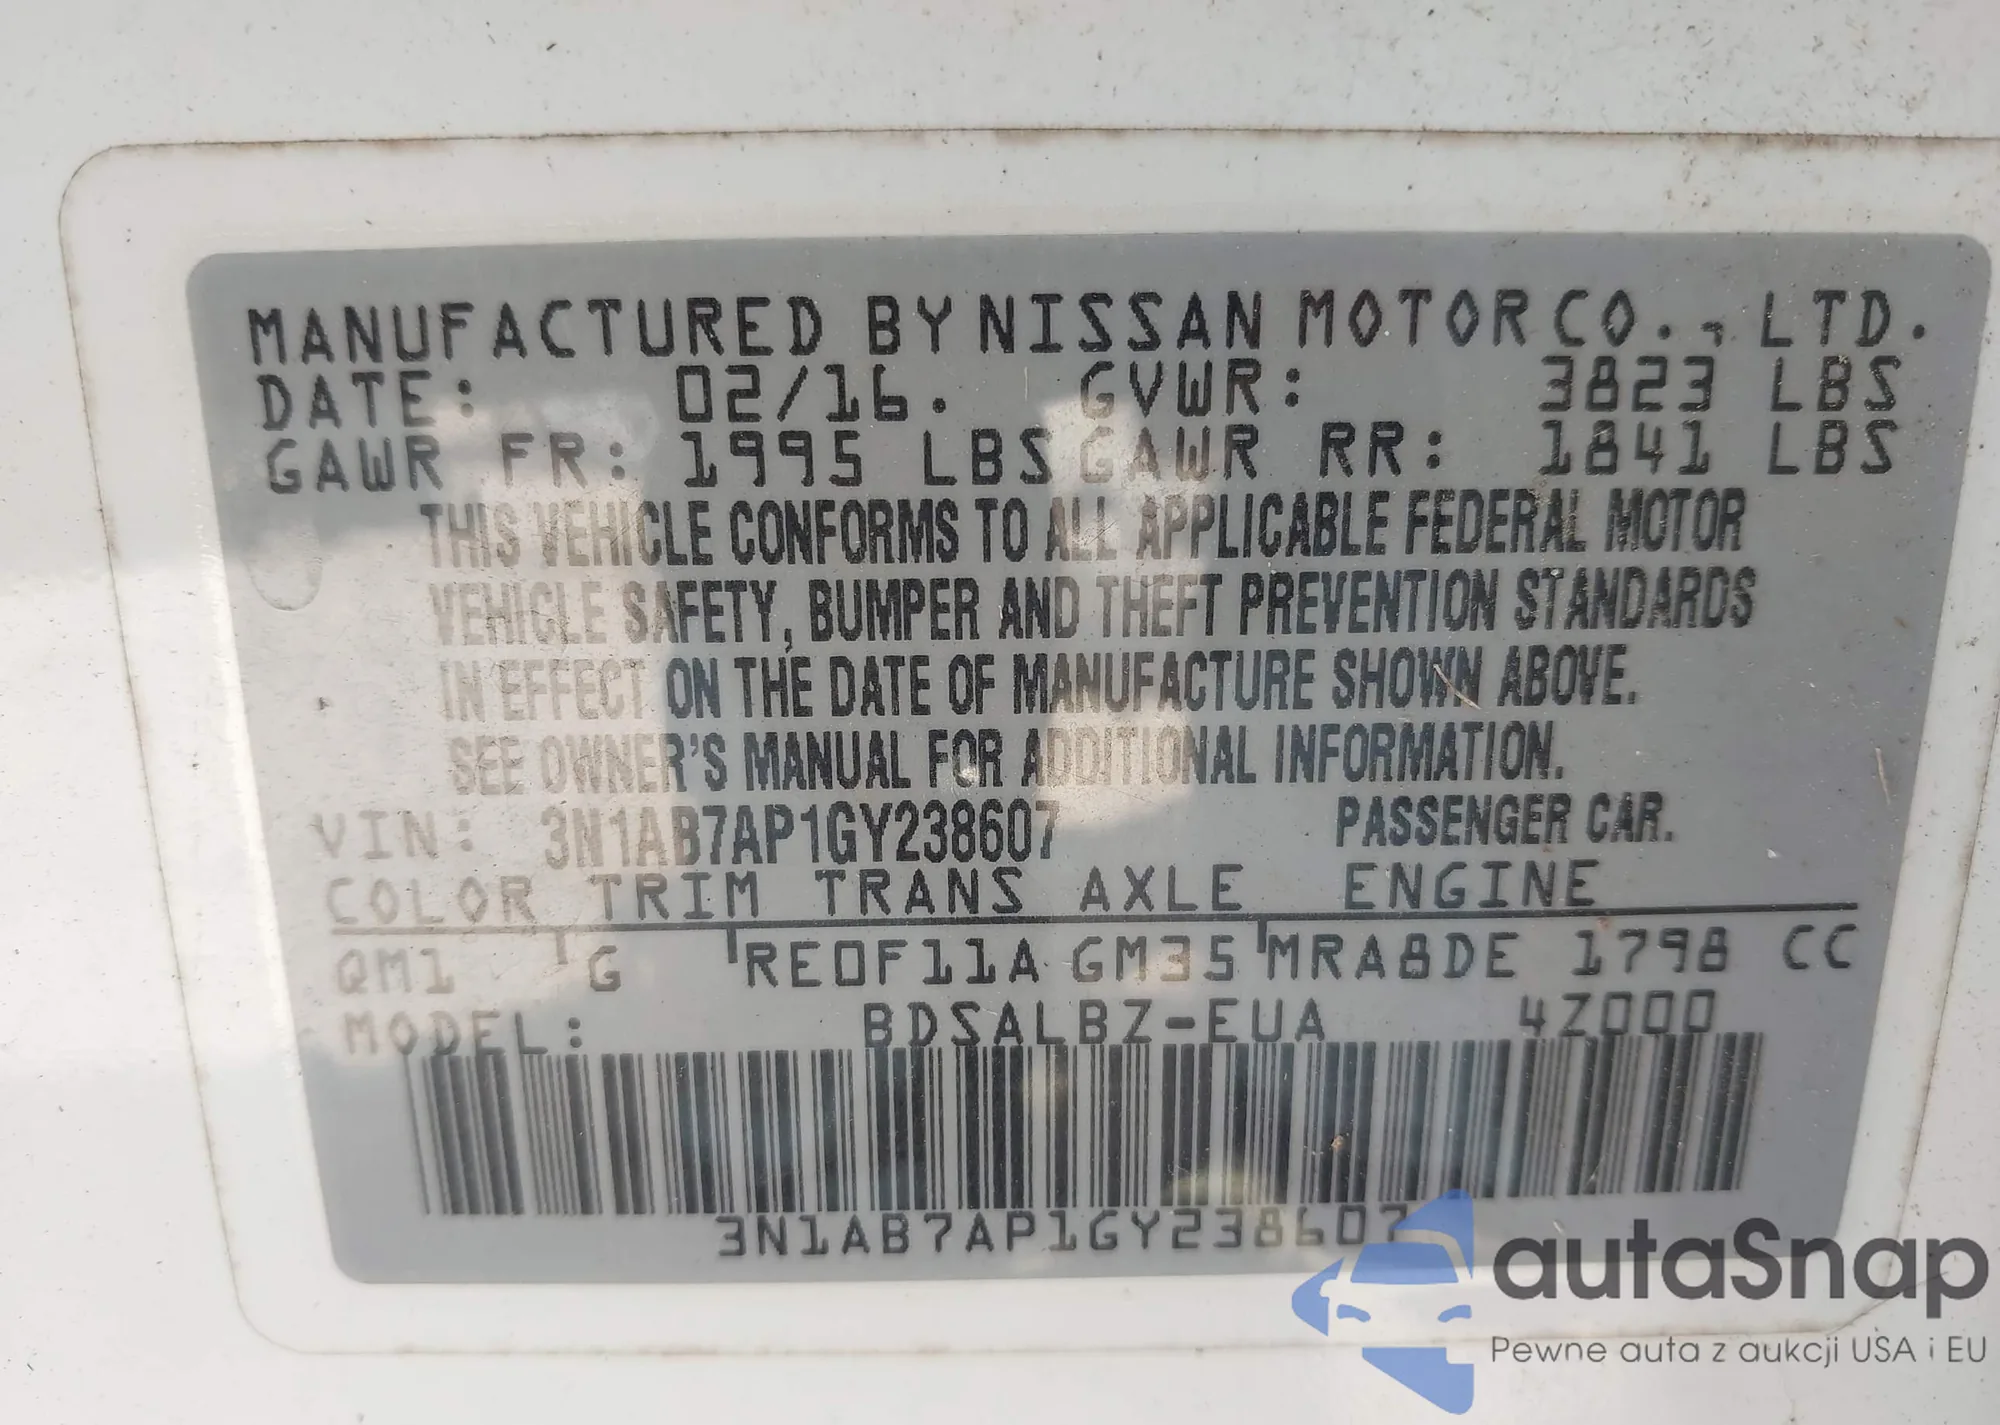 MANUFACTURED BY NISSAN MOTOR CO., LTD.
DATE: 02/16. GVWR: 3823 LBS
GAWR FR: 1995 LBS GAWR RR: 1841 LBS
THIS VEHICLE CONFORMS TO ALL APPLICABLE FEDERAL MOTOR
VEHICLE SAFETY, BUMPER AND THEFT PREVENTION STANDARDS
IN EFFECT ON THE DATE OF MANUFACTURE SHOWN ABOVE.
SEE OWNER'S MANUAL FOR ADDITIONAL INFORMATION.
VIN: 3N1AB7AP1GY238607 PASSENGER CAR.
COLOR TRIM TRANS AXLE ENGINE
QM1 G RE0F11A GM35 MRA8DE 1798 CC
MODEL: BDSALBZ-EUA 4Z000
3N1AB7AP1GY238607
autaSnap
Pewne auta z aukcji USA i EU